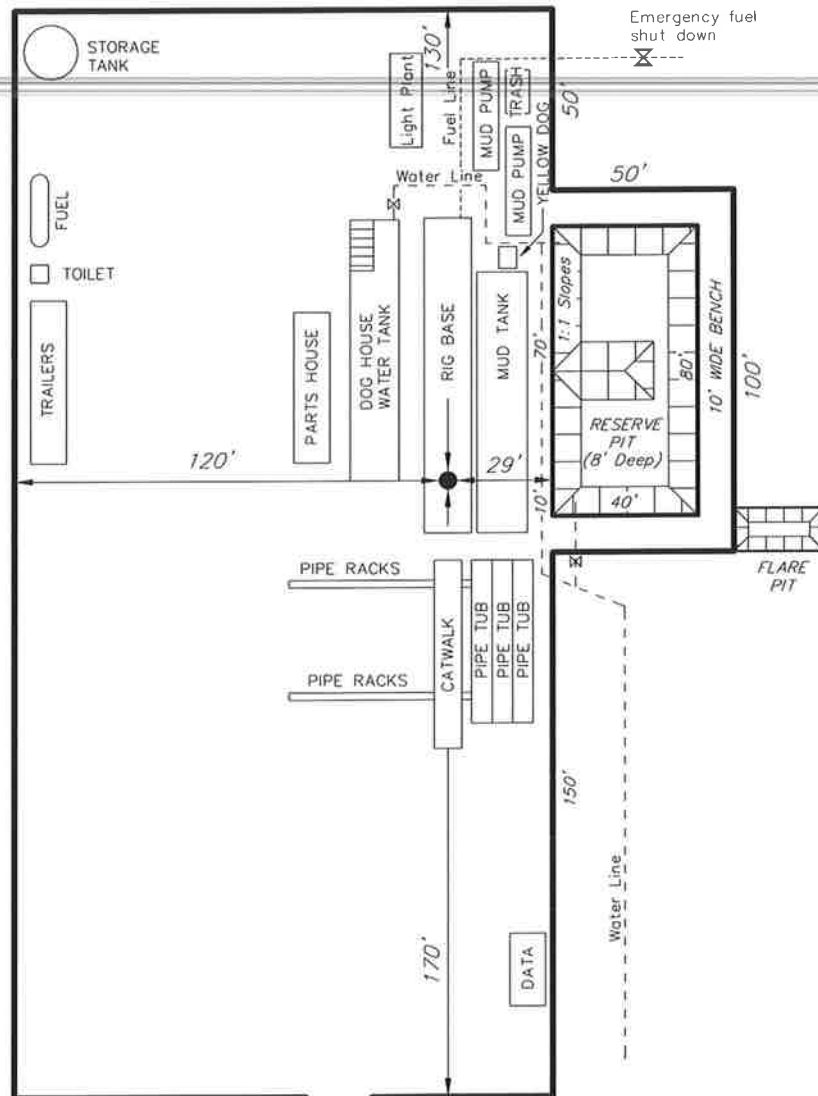 Emergency fuel
shut down
STORAGE
TANK
130'
Light Plant
Fuel Line
MUD PUMP
TRASH
50'
MUD PUMP
YELLOW DOG
Water Line
50'
FUEL
TOILET
TRAILERS
PARTS HOUSE
DOG HOUSE
WATER TANK
RIG BASE
MUD TANK
70'
1:1 Slopes
80'
10' WIDE BENCH
100'
RESERVE
PIT
(8' Deep)
120'
29'
10'
40'
FLARE
PIT
PIPE RACKS
CATWALK
PIPE TUB
PIPE TUB
PIPE TUB
PIPE RACKS
150'
Water Line
170'
DATA